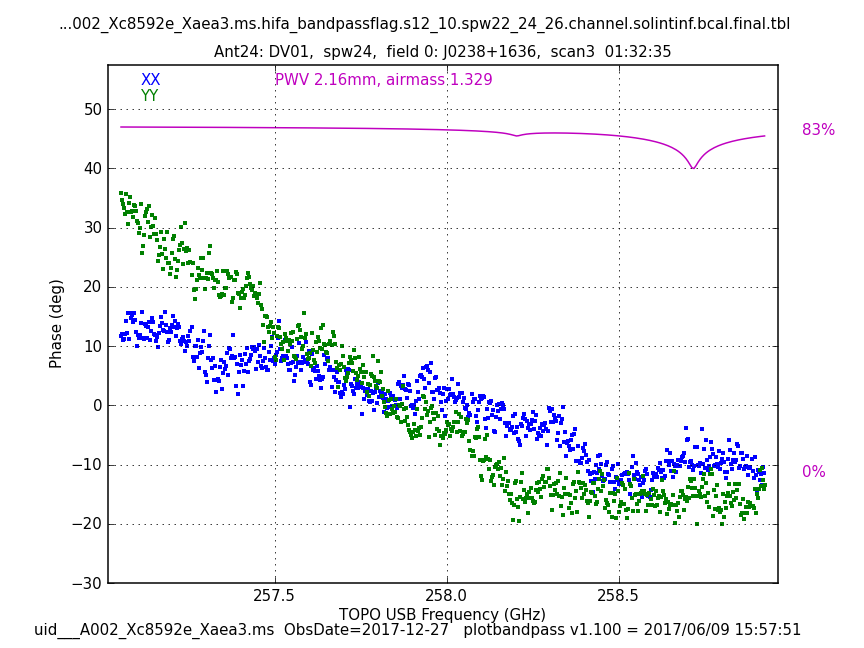 ...002_Xc8592e_Xaea3.ms.hifa_bandpassflag.s12_10.spw22_24_26.channel.solintinf.bcal.final.tbl
Ant24: DV01, spw24, field 0: J0238+1636, scan3 01:32:35
XX
PWV 2.16mm, airmass 1.329
YY
50
83%
40
30
20
10
0
−10
0%
−20
−30
Phase (deg)
257.5
258.0
258.5
TOPO USB Frequency (GHz)
uid___A002_Xc8592e_Xaea3.ms ObsDate=2017-12-27 plotbandpass v1.100 = 2017/06/09 15:57:51